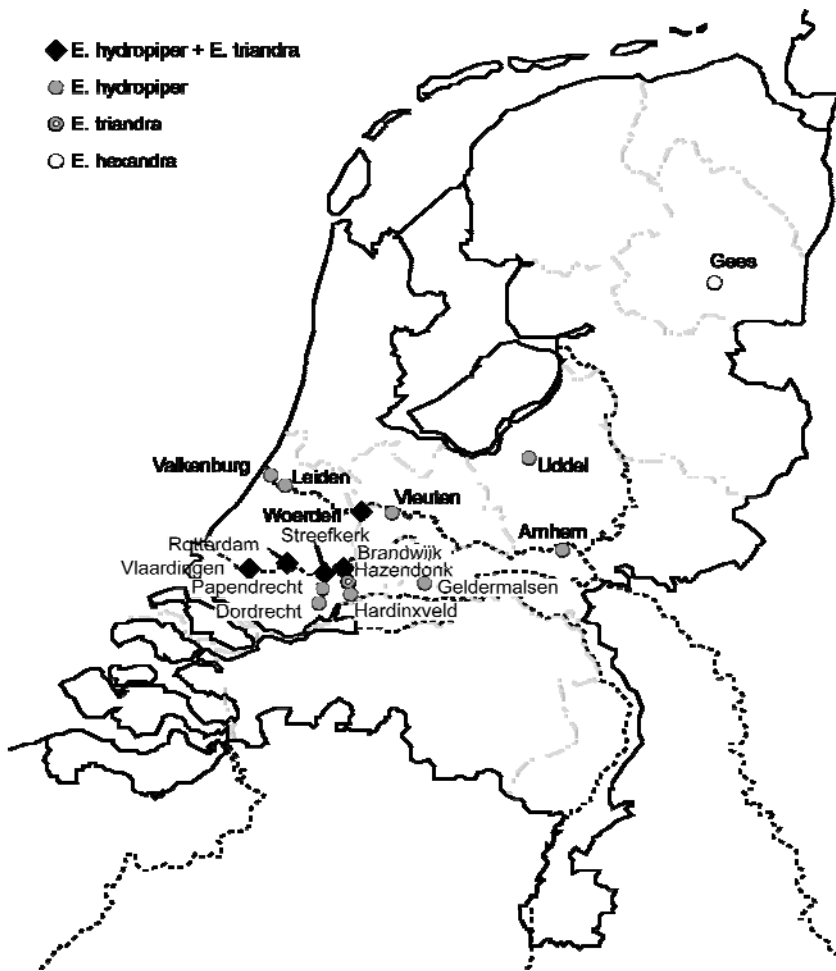 E. hydropiper + E. triandra
E. hydropiper
E. triandra
E. hexandra
Gees
Valkenburg
Leiden
Uddel
Vleuten
Woerden
Streefkerk
Arnhem
Rotterdam
Brandwijk
Vlaardingen
Hazendonk
Papendrecht
Geldermalsen
Dordrecht
Hardinxveld